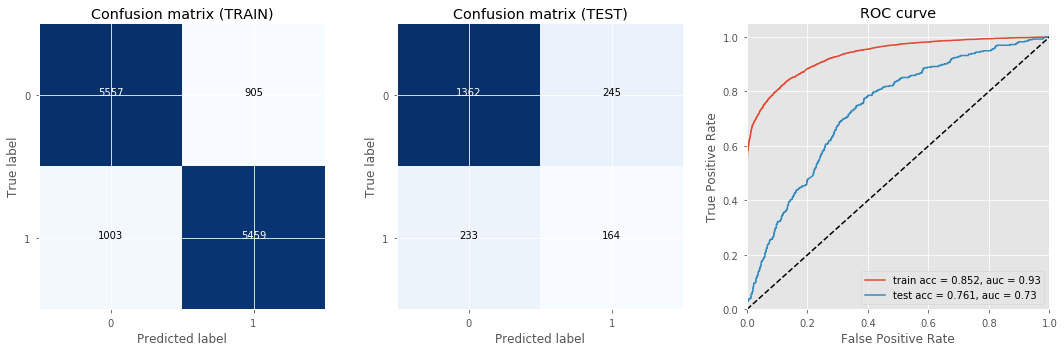 Confusion matrix (TRAIN)
0
1
True label
5557
905
1003
5459
0
1
Predicted label
Confusion matrix (TEST)
0
1
True label
1362
245
233
164
0
1
Predicted label
ROC curve
True Positive Rate
1.0
0.8
0.6
0.4
0.2
0.0
train acc = 0.852, auc = 0.93
test acc = 0.761, auc = 0.73
0.0
0.2
0.4
0.6
0.8
1.0
False Positive Rate